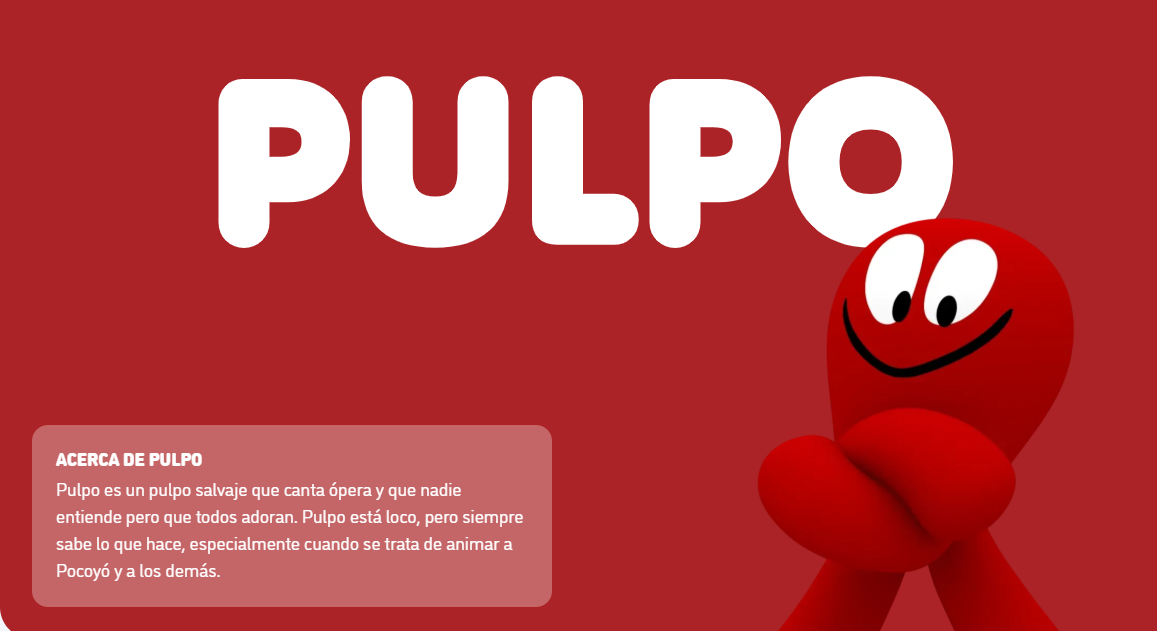 PULPO
ACERCA DE PULPO
Pulpo es un pulpo salvaje que canta ópera y que nadie
entiende pero que todos adoran. Pulpo está loco, pero siempre
sabe lo que hace, especialmente cuando se trata de animar a
Pocoyó y a los demás.